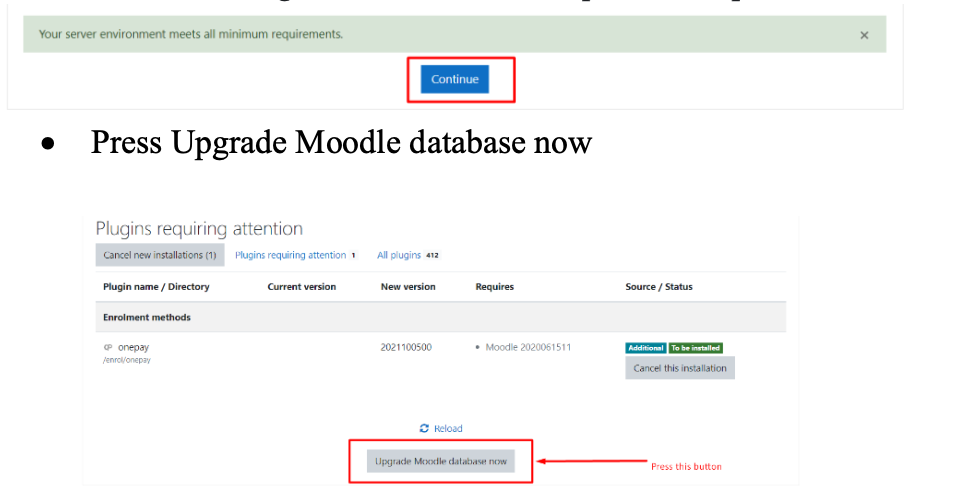 Your server environment meets all minimum requirements. ×
Continue
• Press Upgrade Moodle database now
Plugins requiring attention
Cancel new installations (1) Plugins requiring attention 1 All plugins 412
Plugin name / Directory Current version New version Requires Source / Status
Enrolment methods
onepay 2021100500 • Moodle 2020061511 Additional To be installed
/enrol/onepay
Cancel this installation
Reload
Upgrade Moodle database now
Press this button